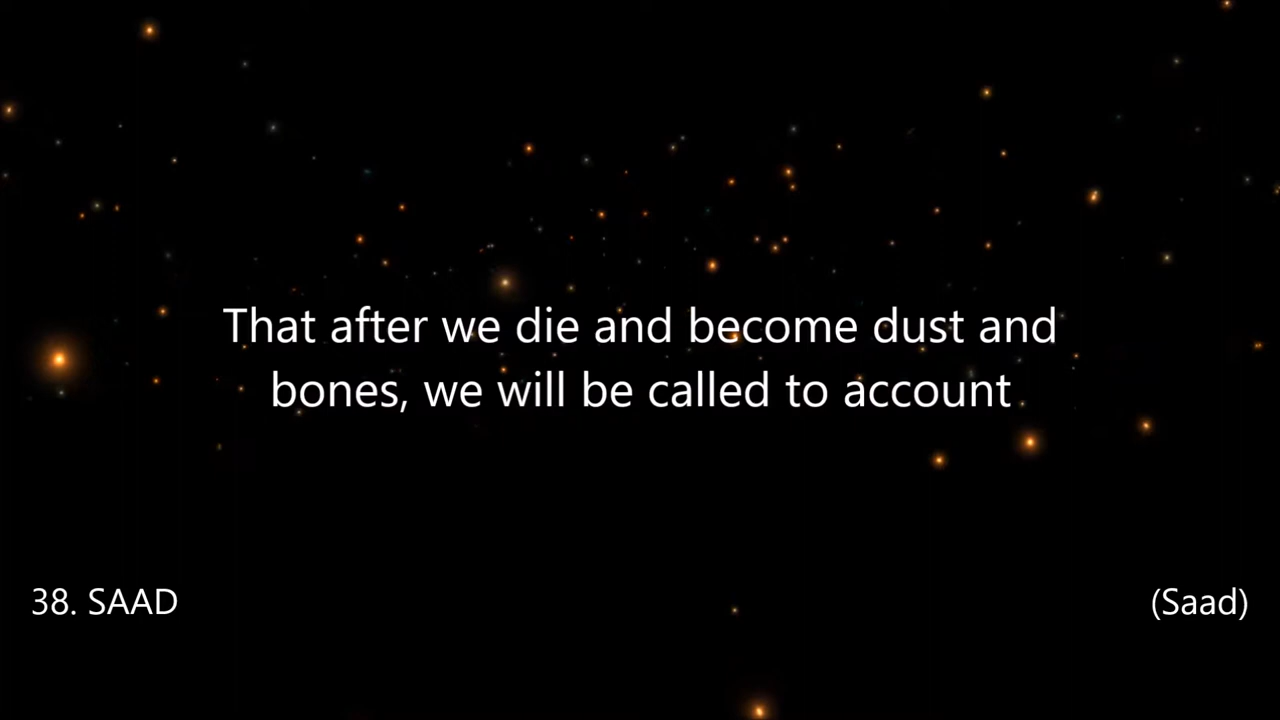 That after we die and become dust and
bones, we will be called to account
38. SAAD
(Saad)